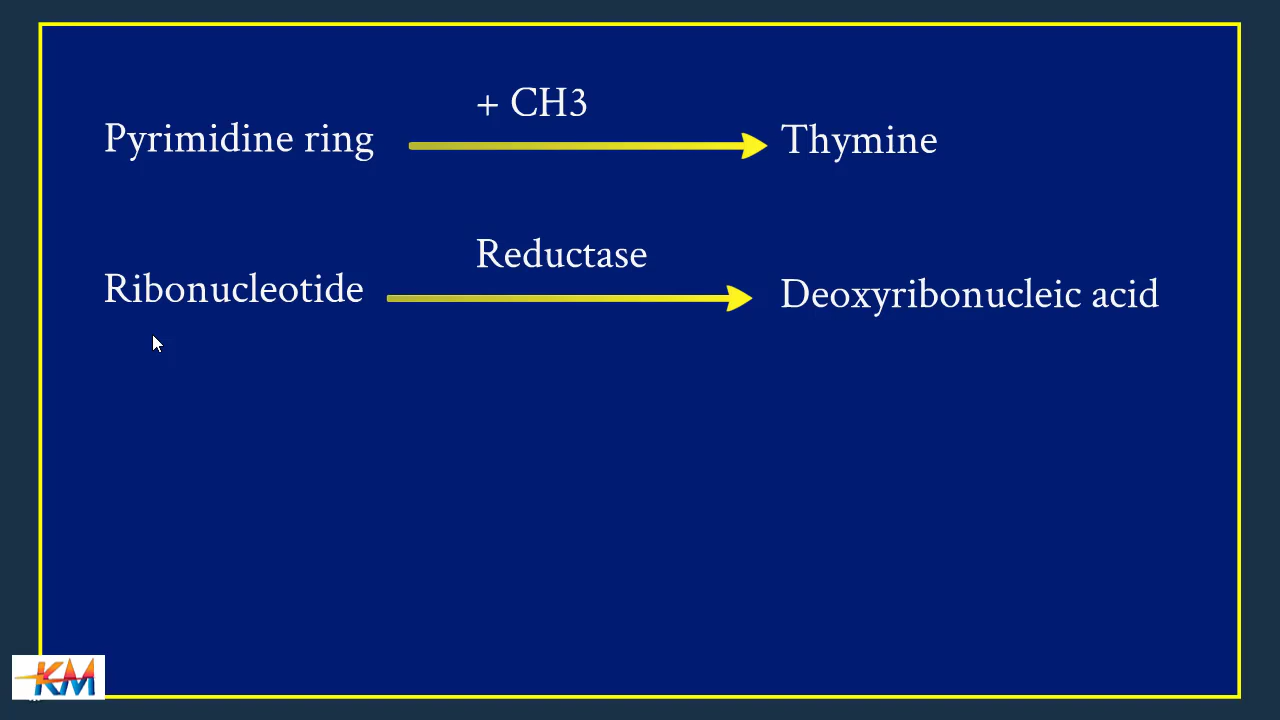 + CH3
Pyrimidine ring Thymine
Reductase
Ribonucleotide Deoxyribonucleic acid
KM